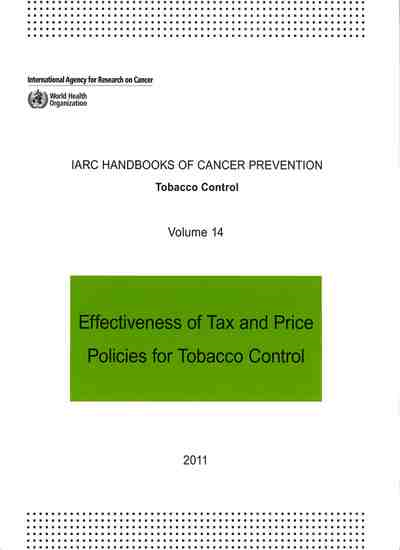 International Agency for Research on Cancer
World Health
Organization
IARC HANDBOOKS OF CANCER PREVENTION
Tobacco Control
Volume 14
Effectiveness of Tax and Price
Policies for Tobacco Control
2011